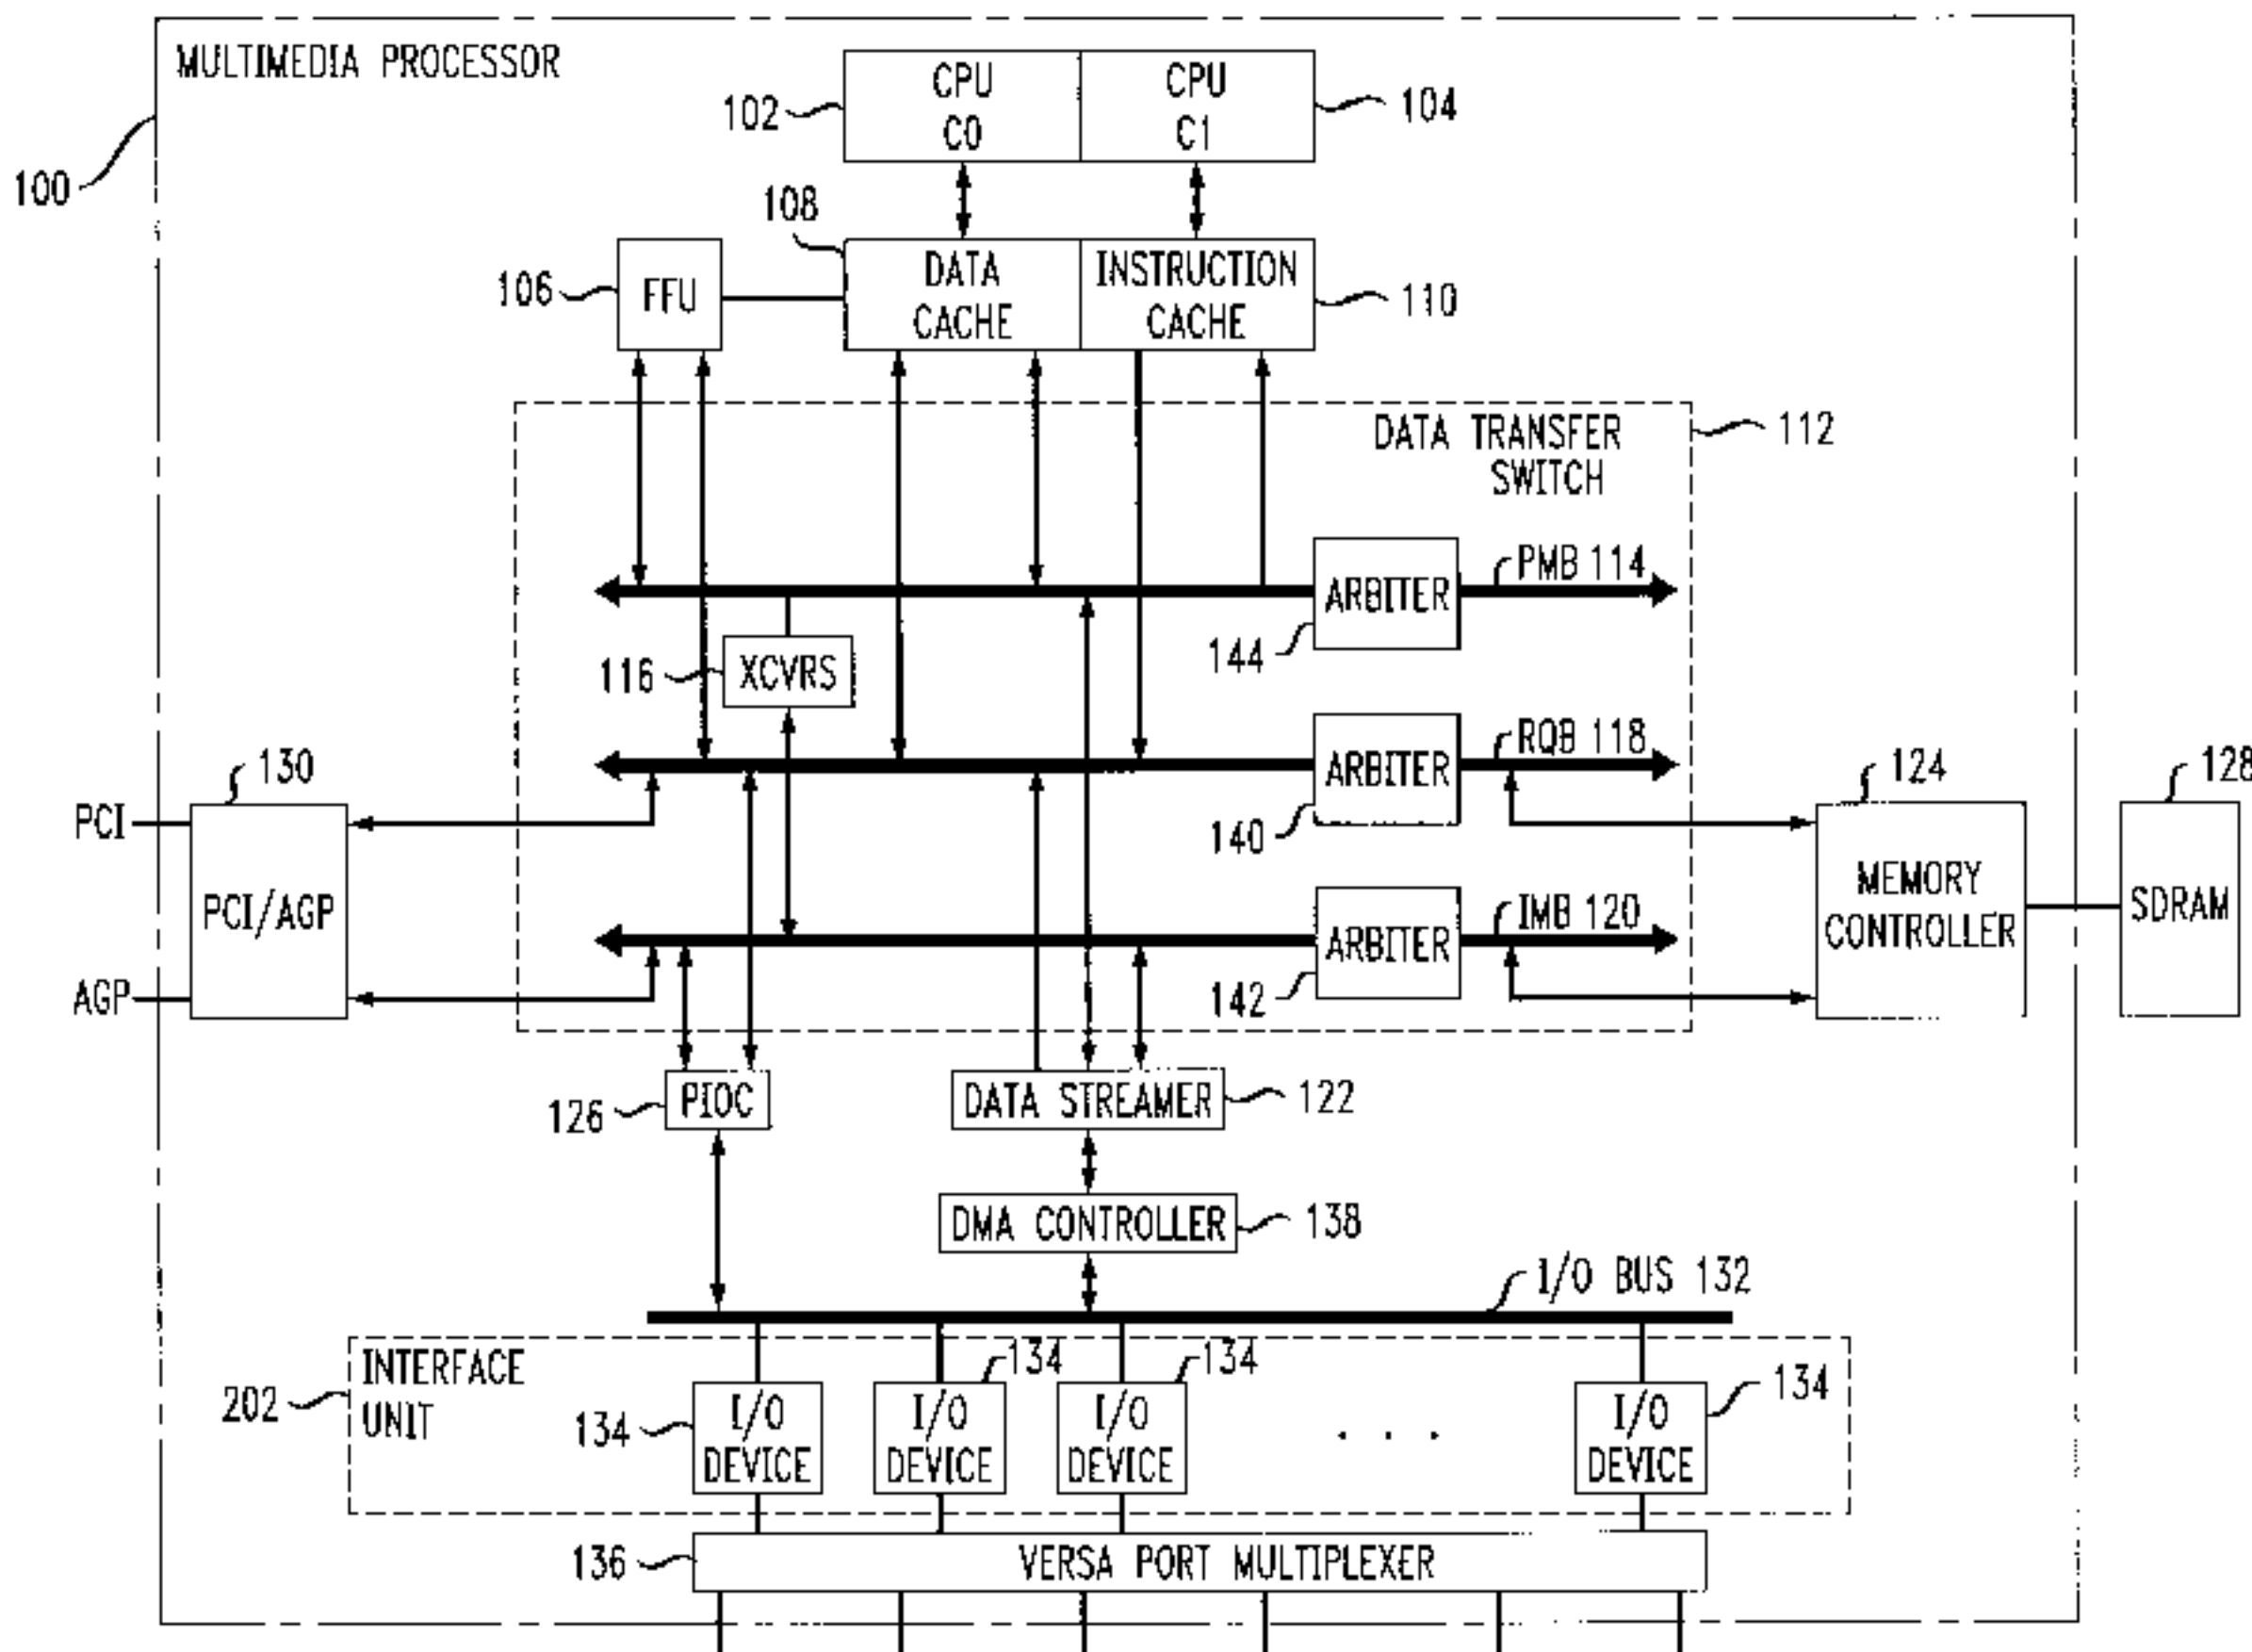 MULTIMEDIA PROCESSOR
100
102
CPU
C0
CPU
C1
104
108
106
FFU
DATA
CACHE
INSTRUCTION
CACHE
110
DATA TRANSFER
SWITCH
112
ARBITER
PMB 114
144
116
XCVRS
ARBITER
RQB 118
140
130
PCI
PCI/AGP
AGP
124
128
MEMORY
CONTROLLER
SDRAM
ARBITER
IMB 120
142
126
PIOC
DATA STREAMER
122
DMA CONTROLLER
138
I/O BUS 132
INTERFACE
UNIT
202
134
I/O
DEVICE
134
I/O
DEVICE
134
I/O
DEVICE
. . .
134
I/O
DEVICE
136
VERSA PORT MULTIPLEXER